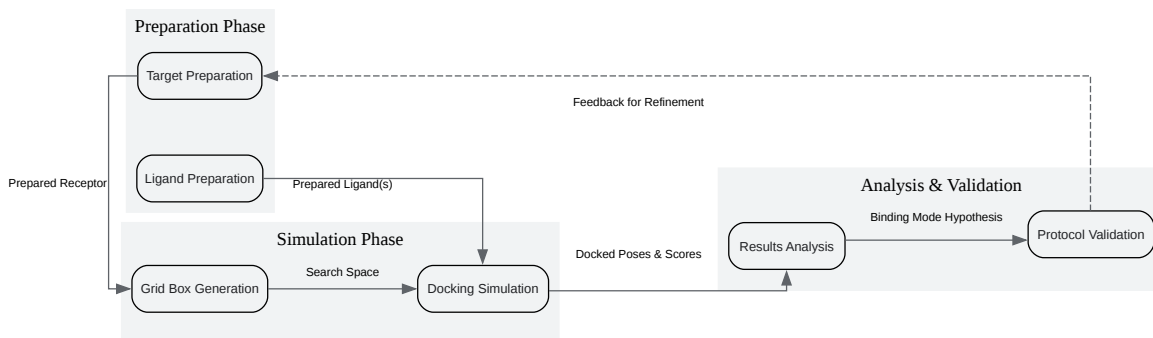 Preparation Phase
Target Preparation
Feedback for Refinement
Ligand Preparation
Prepared Receptor
Prepared Ligand(s)
Analysis & Validation
Binding Mode Hypothesis
Results Analysis
Protocol Validation
Simulation Phase
Docked Poses & Scores
Search Space
Grid Box Generation
Docking Simulation